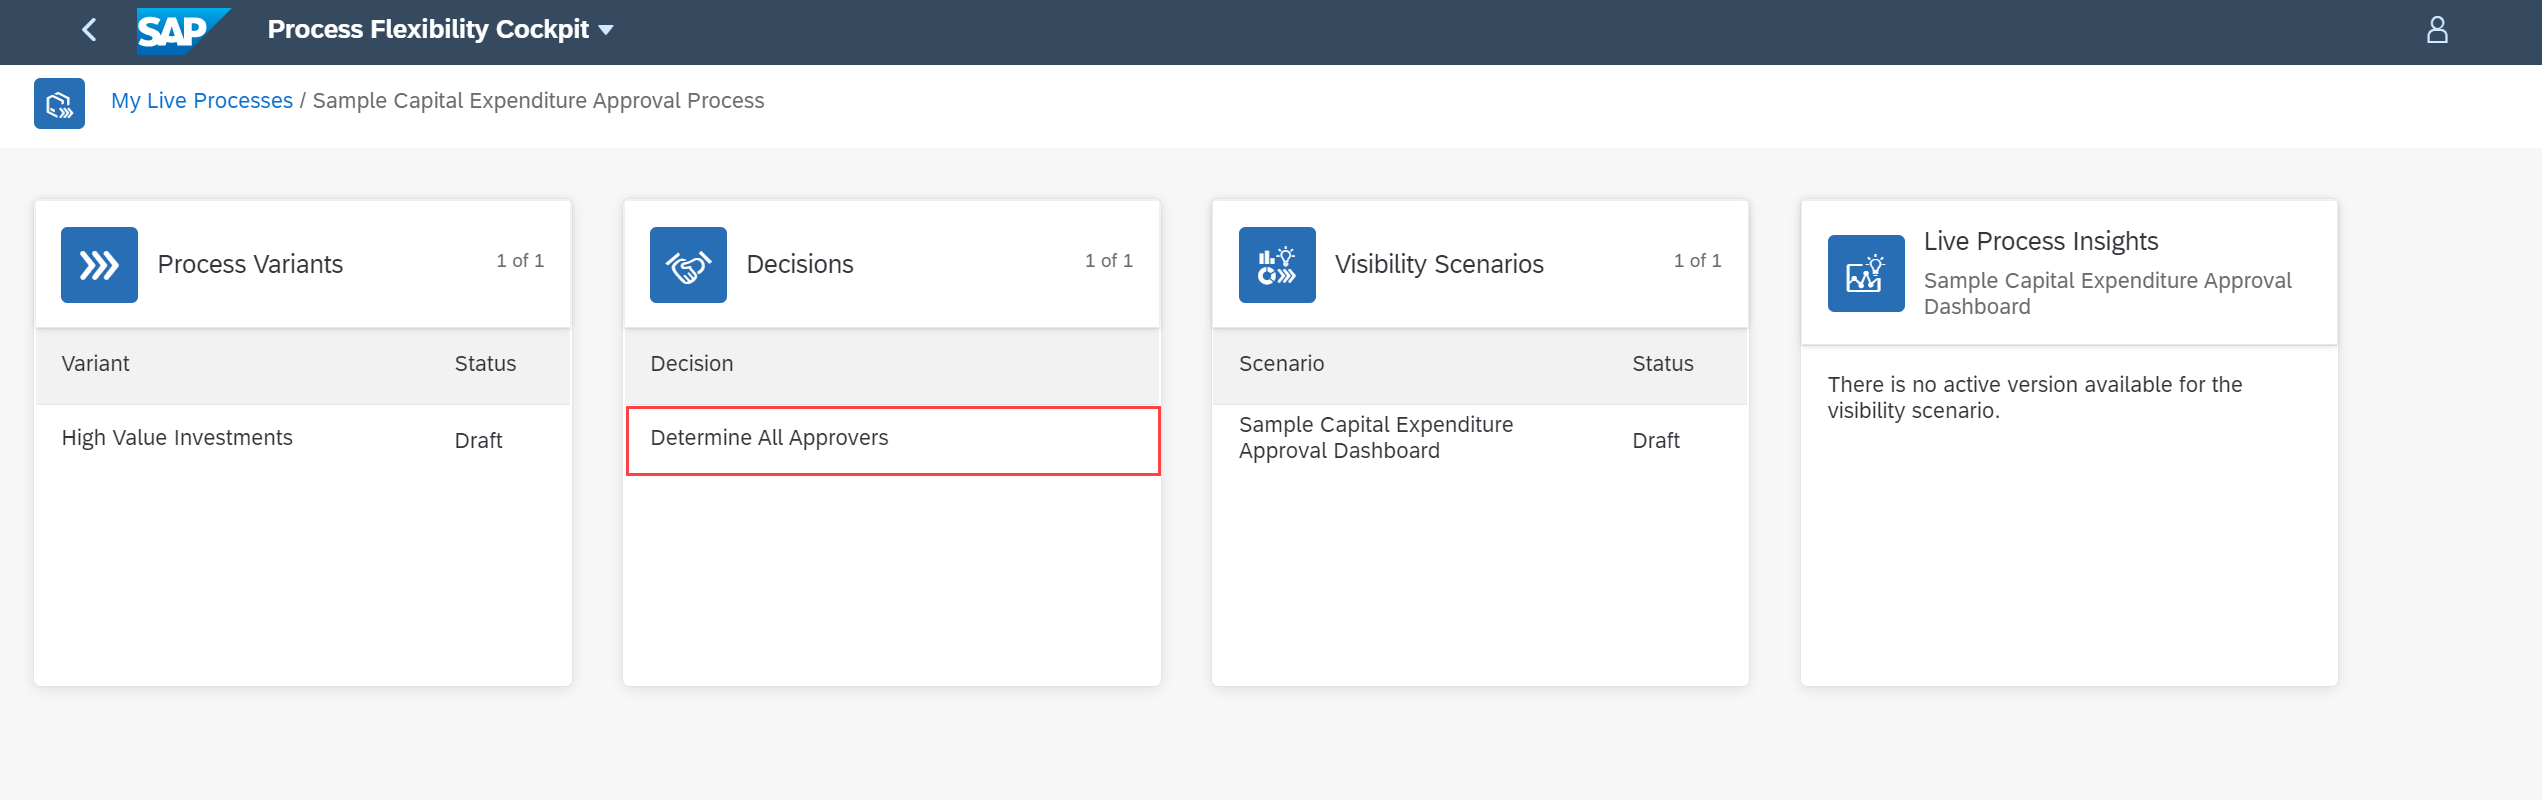 SAP Process Flexibility Cockpit
My Live Processes / Sample Capital Expenditure Approval Process
Process Variants 1 of 1
Variant Status
High Value Investments Draft
Decisions 1 of 1
Decision
Determine All Approvers
Visibility Scenarios 1 of 1
Scenario Status
Sample Capital Expenditure
Approval Dashboard Draft
Live Process Insights
Sample Capital Expenditure Approval
Dashboard
There is no active version available for the
visibility scenario.